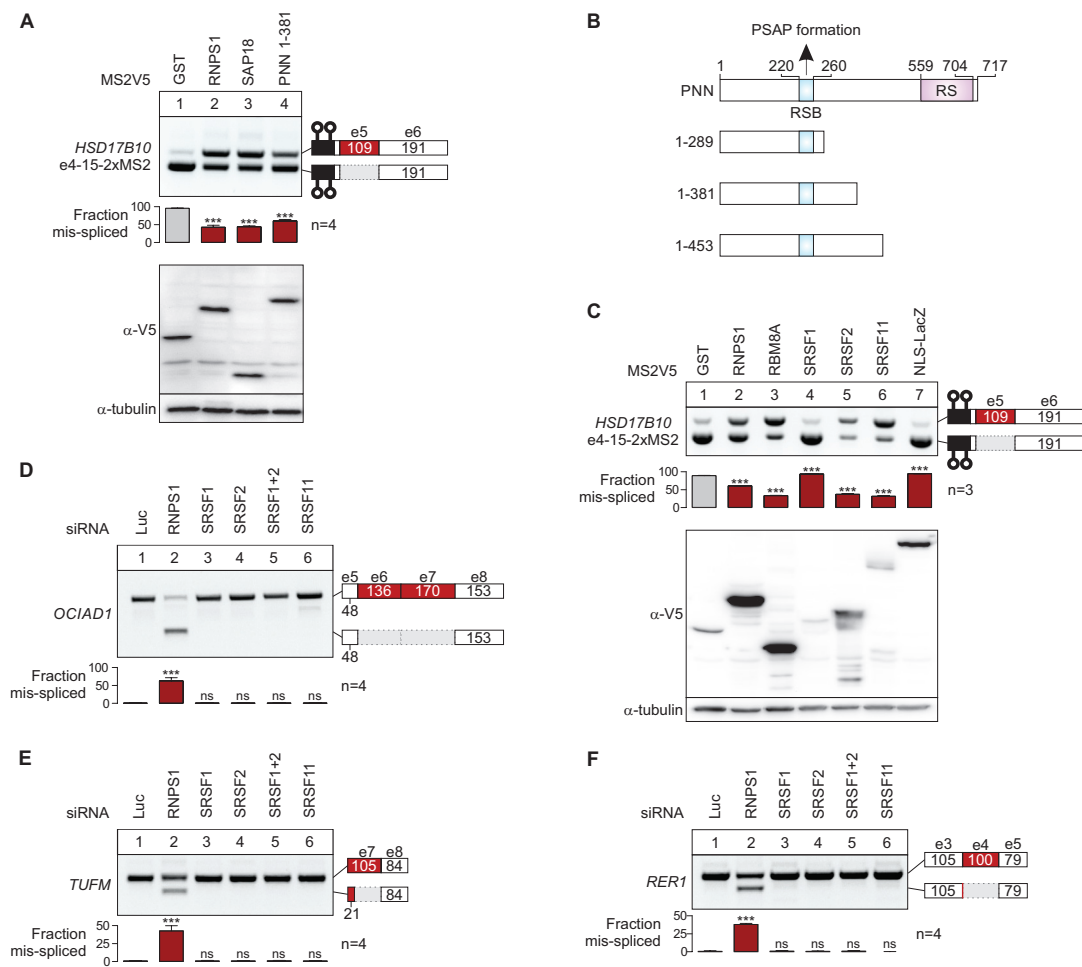 A
MS2V5
GST
RNPS1
SAP18
PNN 1-381
1 2 3 4
HSD17B10
e4-15-2xMS2
e5 e6
109 191
191
Fraction
mis-spliced
100
50
0
*** *** ***
n=4
α-V5
α-tubulin
B
PSAP formation
1 220 260 559 704 717
PNN
RS
RSB
1-289
1-381
1-453
C
MS2V5
GST
RNPS1
RBM8A
SRSF1
SRSF2
SRSF11
NLS-LacZ
1 2 3 4 5 6 7
HSD17B10
e4-15-2xMS2
e5 e6
109 191
191
Fraction
mis-spliced
100
50
0
*** *** *** *** *** ***
n=3
α-V5
α-tubulin
D
siRNA
Luc
RNPS1
SRSF1
SRSF2
SRSF1+2
SRSF11
1 2 3 4 5 6
OCIAD1
e5 e6 e7 e8
136 170 153
48
153
48
Fraction
mis-spliced
100
50
0
*** ns ns ns ns
n=4
E
siRNA
Luc
RNPS1
SRSF1
SRSF2
SRSF1+2
SRSF11
1 2 3 4 5 6
TUFM
e7 e8
105 84
84
21
Fraction
mis-spliced
50
25
0
*** ns ns ns ns
n=4
F
siRNA
Luc
RNPS1
SRSF1
SRSF2
SRSF1+2
SRSF11
1 2 3 4 5 6
RER1
e3 e4 e5
105 100 79
105 79
Fraction
mis-spliced
50
25
0
*** ns ns ns ns
n=4